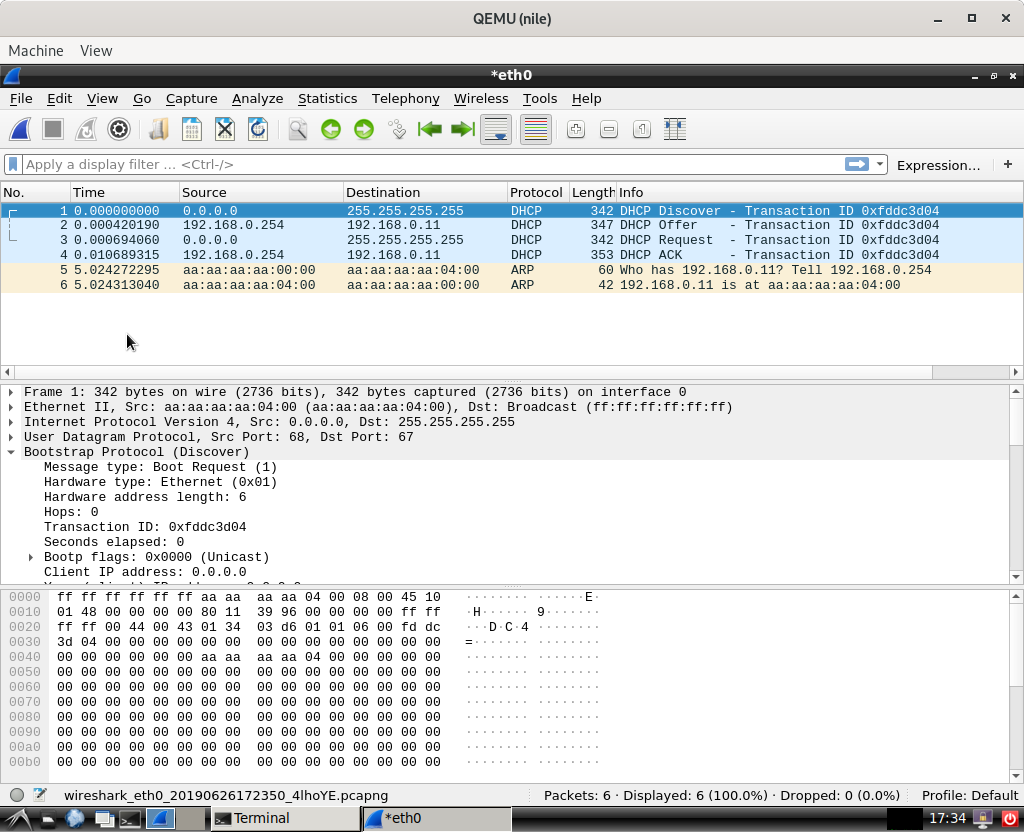 QEMU (nile)
Machine View
*eth0
File Edit View Go Capture Analyze Statistics Telephony Wireless Tools Help
Apply a display filter … <Ctrl-/> Expression… +
No. Time Source Destination Protocol Length Info
1 0.000000000 0.0.0.0 255.255.255.255 DHCP 342 DHCP Discover - Transaction ID 0xfddc3d04
2 0.000420190 192.168.0.254 192.168.0.11 DHCP 347 DHCP Offer - Transaction ID 0xfddc3d04
3 0.000694060 0.0.0.0 255.255.255.255 DHCP 342 DHCP Request - Transaction ID 0xfddc3d04
4 0.010689315 192.168.0.254 192.168.0.11 DHCP 353 DHCP ACK - Transaction ID 0xfddc3d04
5 5.024272295 aa:aa:aa:aa:00:00 aa:aa:aa:aa:04:00 ARP 60 Who has 192.168.0.11? Tell 192.168.0.254
6 5.024313040 aa:aa:aa:aa:04:00 aa:aa:aa:aa:00:00 ARP 42 192.168.0.11 is at aa:aa:aa:aa:04:00
Frame 1: 342 bytes on wire (2736 bits), 342 bytes captured (2736 bits) on interface 0
Ethernet II, Src: aa:aa:aa:aa:04:00 (aa:aa:aa:aa:04:00), Dst: Broadcast (ff:ff:ff:ff:ff:ff)
Internet Protocol Version 4, Src: 0.0.0.0, Dst: 255.255.255.255
User Datagram Protocol, Src Port: 68, Dst Port: 67
Bootstrap Protocol (Discover)
Message type: Boot Request (1)
Hardware type: Ethernet (0x01)
Hardware address length: 6
Hops: 0
Transaction ID: 0xfddc3d04
Seconds elapsed: 0
Bootp flags: 0x0000 (Unicast)
Client IP address: 0.0.0.0
0000 ff ff ff ff ff ff aa aa aa aa 04 00 08 00 45 10 ········ ······E·
0010 01 48 00 00 00 00 80 11 39 96 00 00 00 00 ff ff ·H······ 9·······
0020 ff ff 00 44 00 43 01 34 03 d6 01 01 06 00 fd dc ···D·C·4 ········
0030 3d 04 00 00 00 00 00 00 00 00 00 00 00 00 00 00 =······· ········
0040 00 00 00 00 00 00 aa aa aa aa 04 00 00 00 00 00 ········ ········
0050 00 00 00 00 00 00 00 00 00 00 00 00 00 00 00 00 ········ ········
0060 00 00 00 00 00 00 00 00 00 00 00 00 00 00 00 00 ········ ········
0070 00 00 00 00 00 00 00 00 00 00 00 00 00 00 00 00 ········ ········
0080 00 00 00 00 00 00 00 00 00 00 00 00 00 00 00 00 ········ ········
0090 00 00 00 00 00 00 00 00 00 00 00 00 00 00 00 00 ········ ········
00a0 00 00 00 00 00 00 00 00 00 00 00 00 00 00 00 00 ········ ········
00b0 00 00 00 00 00 00 00 00 00 00 00 00 00 00 00 00 ········ ········
wireshark_eth0_20190626172350_4lhoYE.pcapng Packets: 6 · Displayed: 6 (100.0%) · Dropped: 0 (0.0%) Profile: Default
Terminal *eth0 17:34